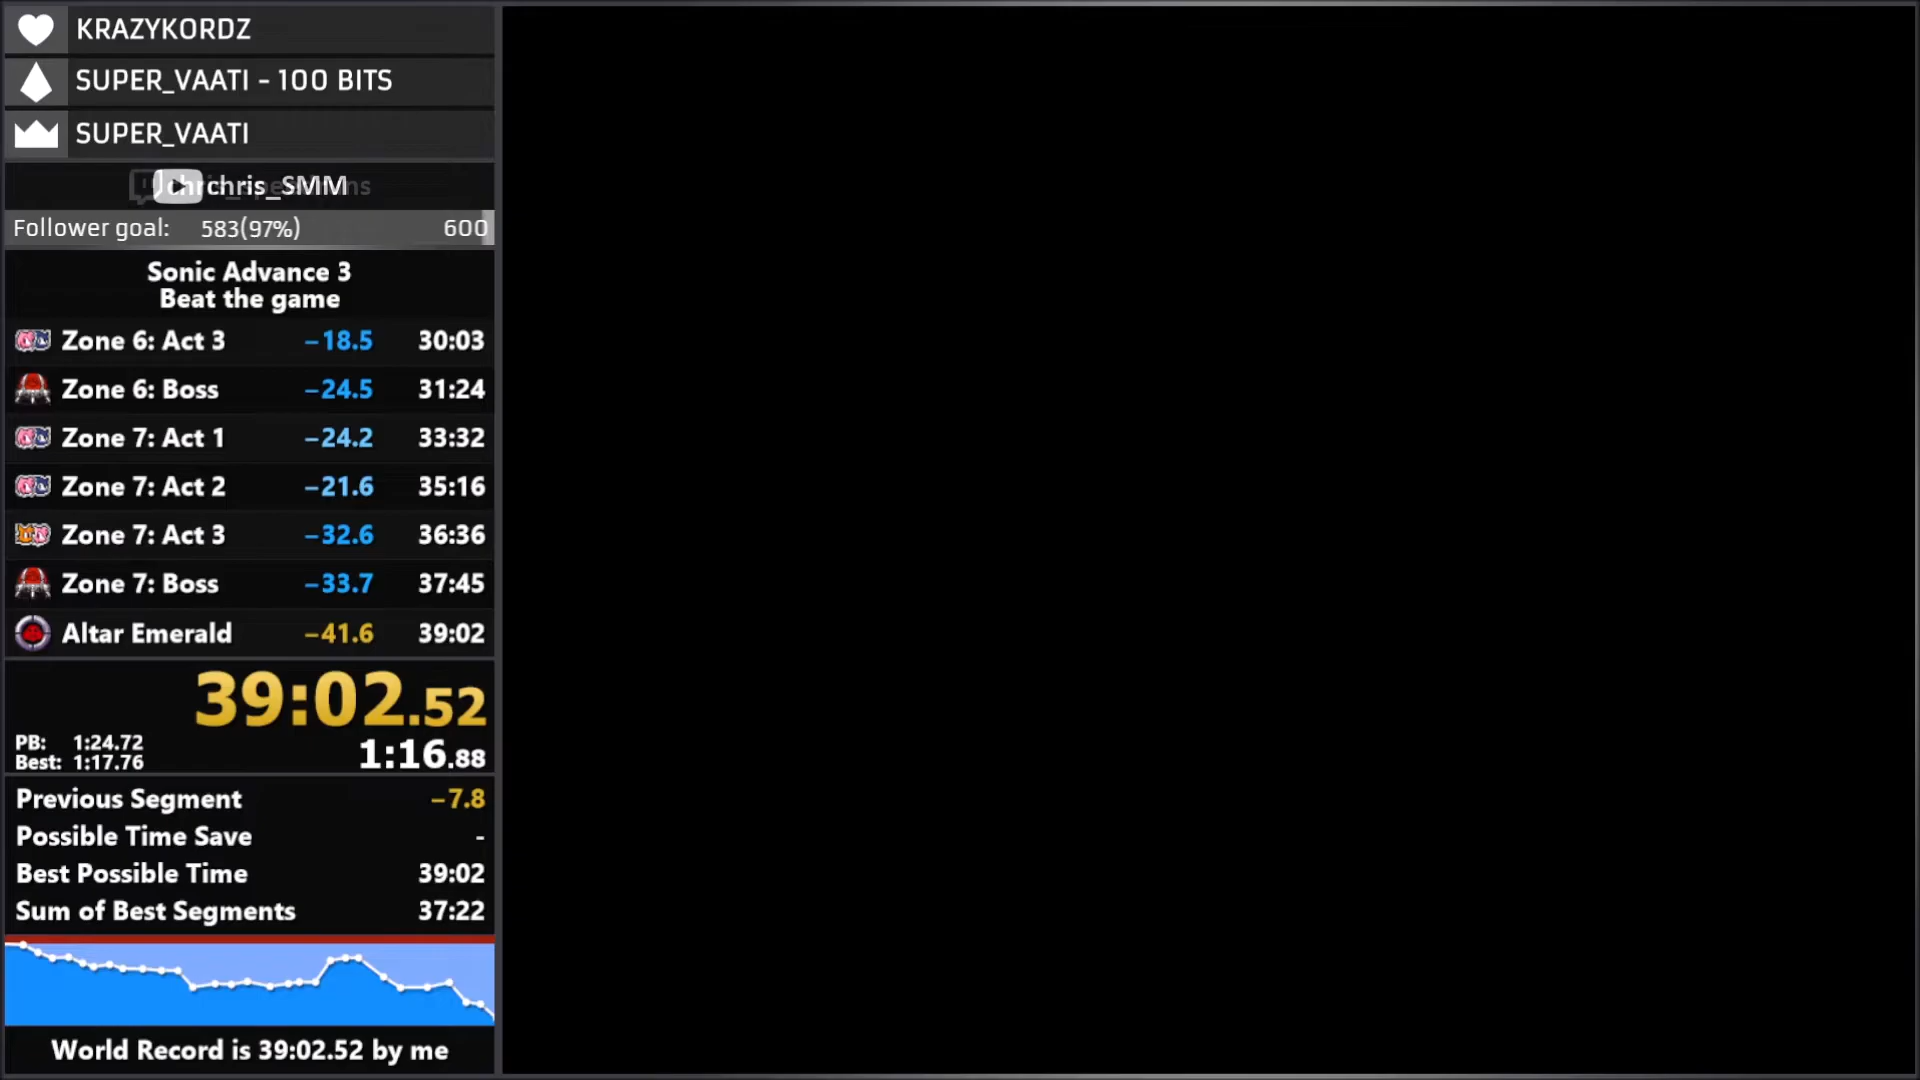 KRAZYKORDZ
SUPER_VAATI - 100 BITS
SUPER_VAATI
chrchris_SMM
Follower goal: 583(97%) 600
Sonic Advance 3
Beat the game
Zone 6: Act 3 −18.5 30:03
Zone 6: Boss −24.5 31:24
Zone 7: Act 1 −24.2 33:32
Zone 7: Act 2 −21.6 35:16
Zone 7: Act 3 −32.6 36:36
Zone 7: Boss −33.7 37:45
Altar Emerald −41.6 39:02
39:02.52
PB: 1:24.72
Best: 1:17.76
1:16.88
Previous Segment −7.8
Possible Time Save -
Best Possible Time 39:02
Sum of Best Segments 37:22
World Record is 39:02.52 by me